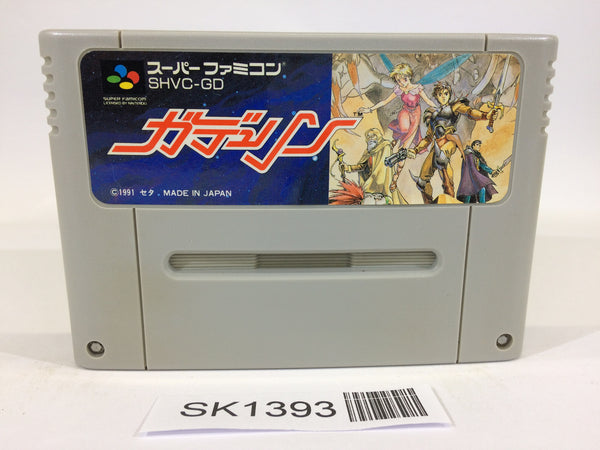 スーパーファミコン
SHVC-GD
SUPER FAMICOM
LICENSED BY NINTENDO
ガデュリン
©1991 セタ. MADE IN JAPAN
SK1393